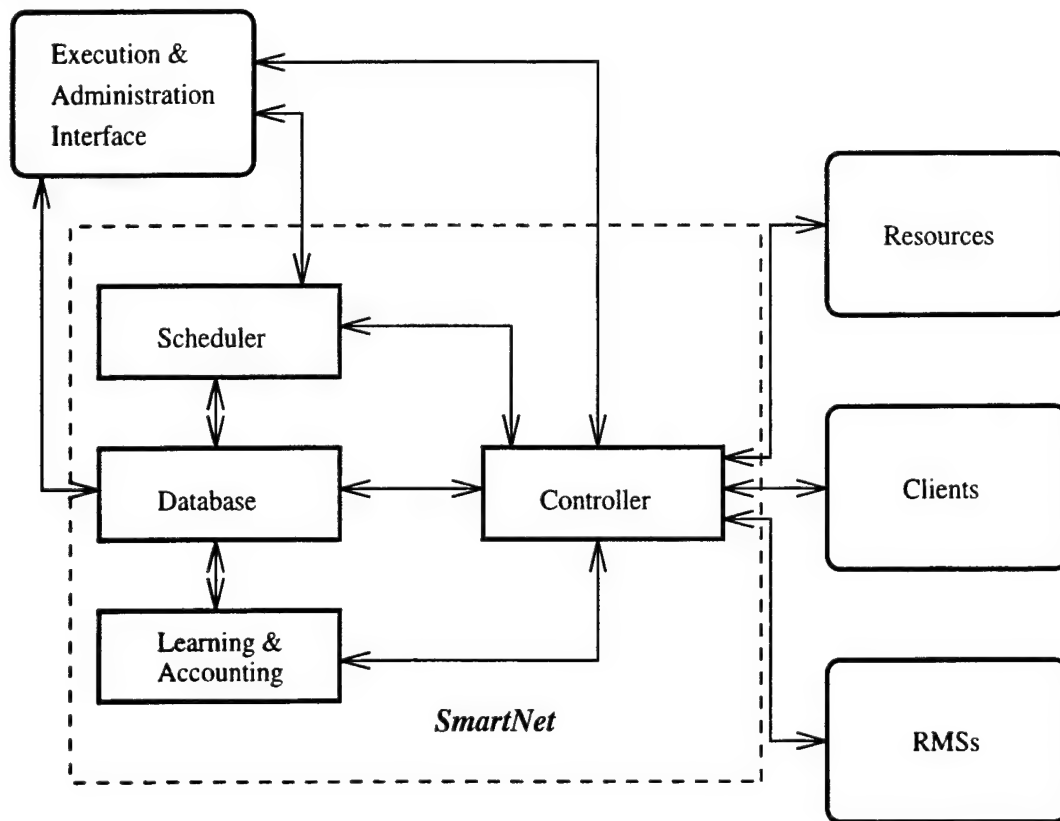 Execution &
Administration
Interface
Resources
Scheduler
Database
Controller
Clients
Learning &
Accounting
SmartNet
RMSs